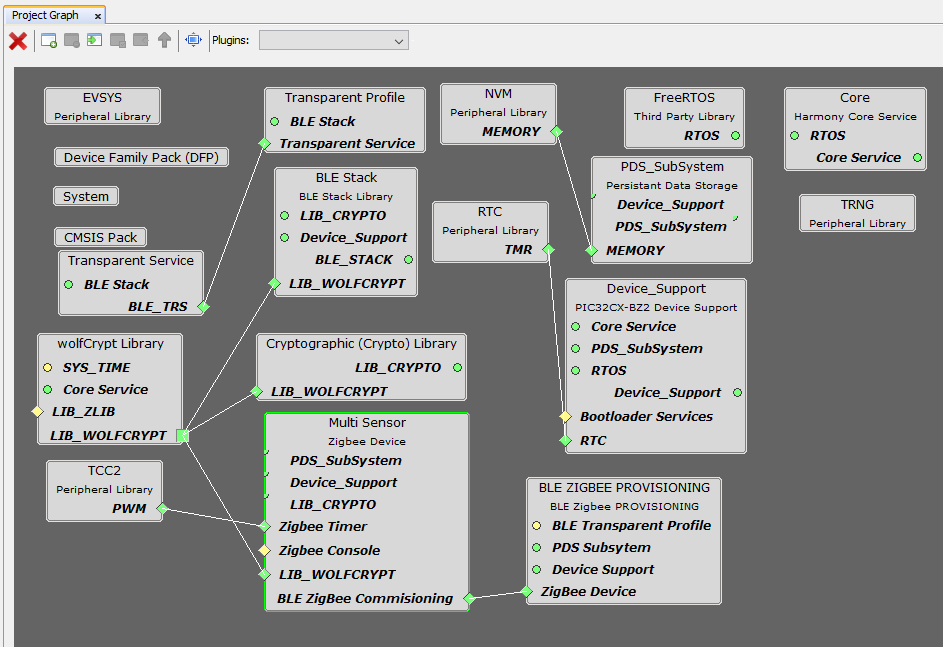 Project Graph
Plugins:
EVSYS
Peripheral Library
Device Family Pack (DFP)
System
CMSIS Pack
Transparent Service
BLE Stack
BLE_TRS
wolfCrypt Library
SYS_TIME
Core Service
LIB_ZLIB
LIB_WOLFCRYPT
TCC2
Peripheral Library
PWM
Transparent Profile
BLE Stack
Transparent Service
BLE Stack
BLE Stack Library
LIB_CRYPTO
Device_Support
BLE_STACK
LIB_WOLFCRYPT
Cryptographic (Crypto) Library
LIB_CRYPTO
LIB_WOLFCRYPT
Multi Sensor
Zigbee Device
PDS_SubSystem
Device_Support
LIB_CRYPTO
Zigbee Timer
Zigbee Console
LIB_WOLFCRYPT
BLE ZigBee Commisioning
NVM
Peripheral Library
MEMORY
RTC
Peripheral Library
TMR
FreeRTOS
Third Party Library
RTOS
PDS_SubSystem
Persistant Data Storage
Device_Support
PDS_SubSystem
MEMORY
Device_Support
PIC32CX-BZ2 Device Support
Core Service
PDS_SubSystem
RTOS
Device_Support
Bootloader Services
RTC
BLE ZIGBEE PROVISIONING
BLE Zigbee PROVISIONING
BLE Transparent Profile
PDS Subsytem
Device Support
ZigBee Device
Core
Harmony Core Service
RTOS
Core Service
TRNG
Peripheral Library